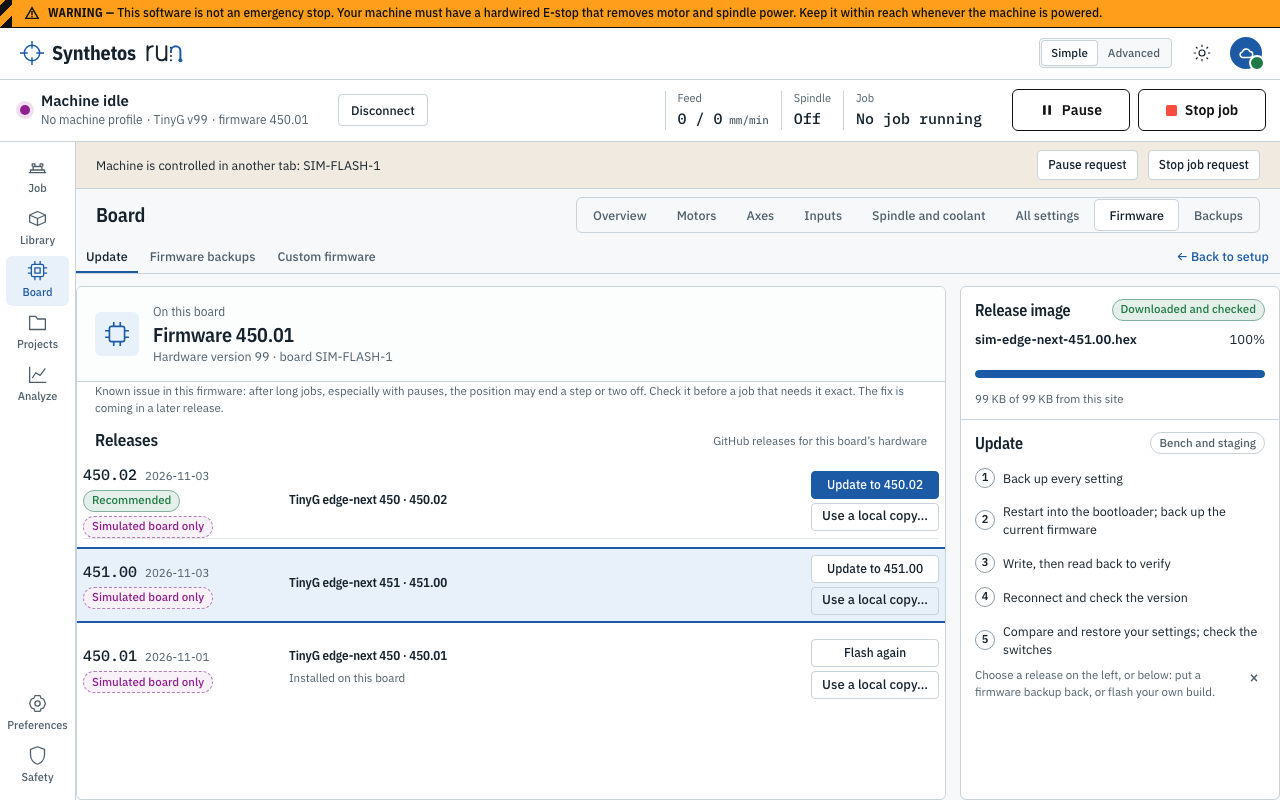 WARNING — This software is not an emergency stop. Your machine must have a hardwired E-stop that removes motor and spindle power. Keep it within reach whenever the machine is powered.
Synthetos run
Simple Advanced
Machine idle
No machine profile · TinyG v99 · firmware 450.01
Disconnect
Feed
0 / 0 mm/min
Spindle
Off
Job
No job running
Pause
Stop job
Job
Library
Board
Projects
Analyze
Preferences
Safety
Machine is controlled in another tab: SIM-FLASH-1
Pause request
Stop job request
Board
Overview Motors Axes Inputs Spindle and coolant All settings Firmware Backups
Update Firmware backups Custom firmware
← Back to setup
On this board
Firmware 450.01
Hardware version 99 · board SIM-FLASH-1
Known issue in this firmware: after long jobs, especially with pauses, the position may end a step or two off. Check it before a job that needs it exact. The fix is
coming in a later release.
Releases
GitHub releases for this board's hardware
450.02 2026-11-03
Recommended
Simulated board only
TinyG edge-next 450 · 450.02
Update to 450.02
Use a local copy...
451.00 2026-11-03
Simulated board only
TinyG edge-next 451 · 451.00
Update to 451.00
Use a local copy...
450.01 2026-11-01
Simulated board only
TinyG edge-next 450 · 450.01
Installed on this board
Flash again
Use a local copy...
Release image
Downloaded and checked
sim-edge-next-451.00.hex 100%
99 KB of 99 KB from this site
Update
Bench and staging
1 Back up every setting
2 Restart into the bootloader; back up the
current firmware
3 Write, then read back to verify
4 Reconnect and check the version
5 Compare and restore your settings; check the
switches
Choose a release on the left, or below: put a
firmware backup back, or flash your own build.
×